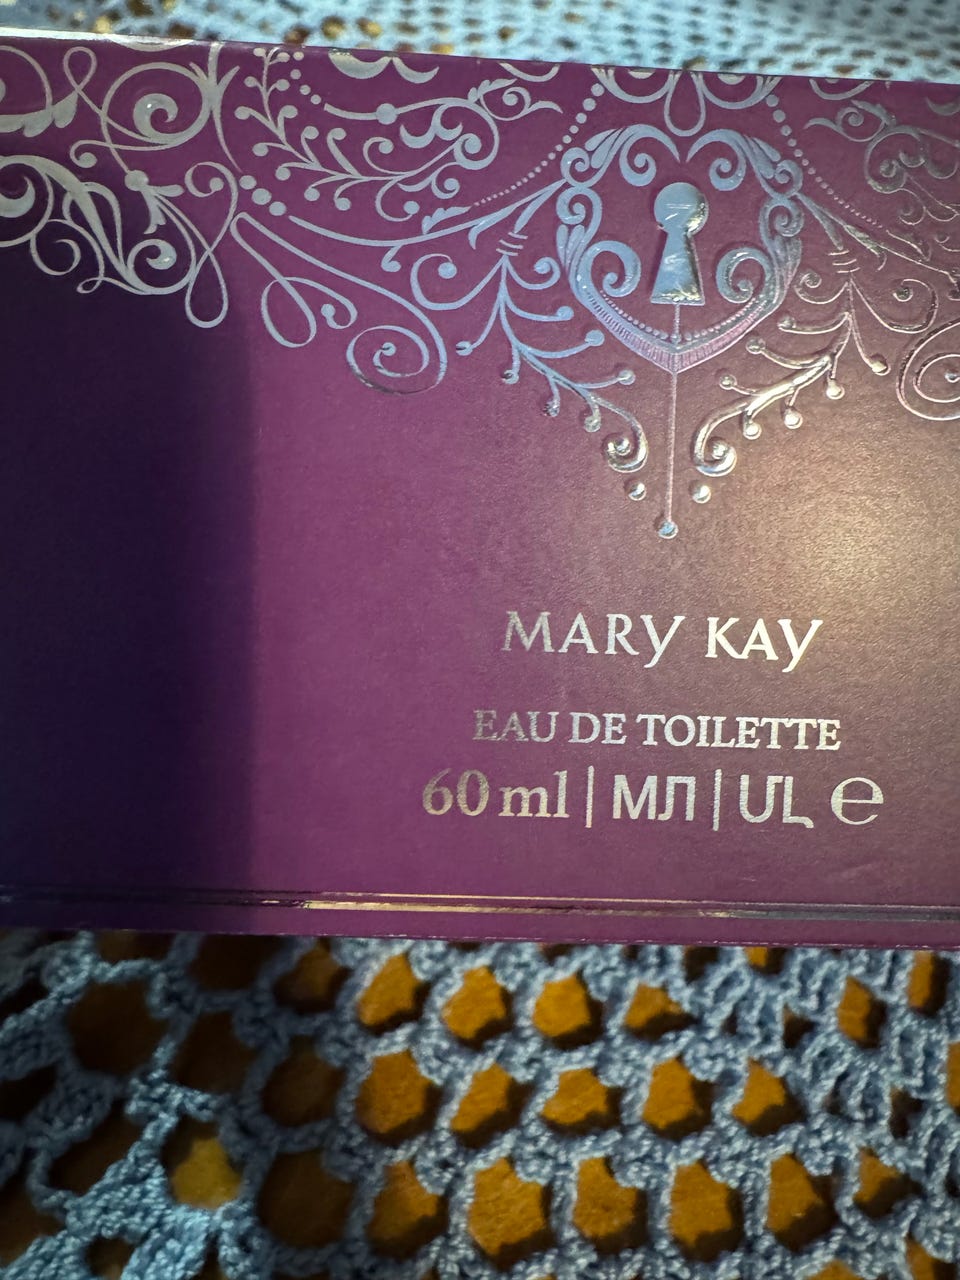 MARY KAY
EAU DE TOILETTE
60 ml | МЛ | ՄԼ ℮